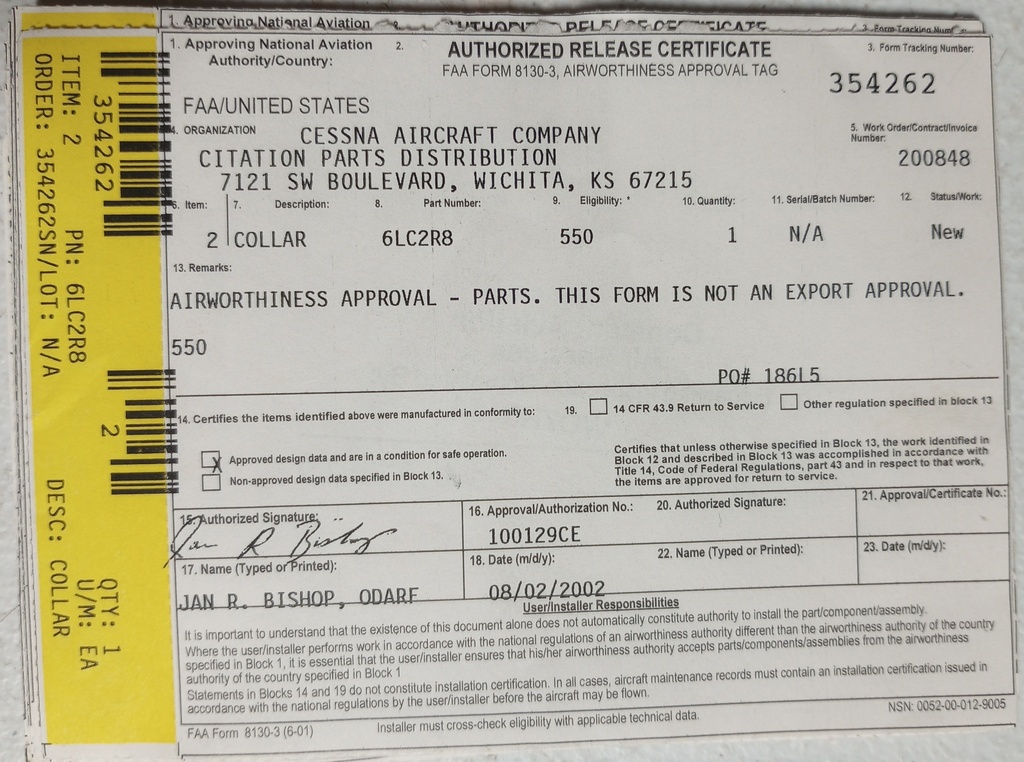 1. Approving National Aviation
3. Form Tracking Num
1. Approving National Aviation
Authority/Country:
2.
AUTHORIZED RELEASE CERTIFICATE
FAA FORM 8130-3, AIRWORTHINESS APPROVAL TAG
3. Form Tracking Number:
354262
FAA/UNITED STATES
4. ORGANIZATION
CESSNA AIRCRAFT COMPANY
CITATION PARTS DISTRIBUTION
7121 SW BOULEVARD, WICHITA, KS 67215
5. Work Order/Contract/Invoice
Number:
200848
6. Item: 7. Description: 8. Part Number: 9. Eligibility: * 10. Quantity: 11. Serial/Batch Number: 12. Status/Work:
2 COLLAR 6LC2R8 550 1 N/A New
13. Remarks:
AIRWORTHINESS APPROVAL - PARTS. THIS FORM IS NOT AN EXPORT APPROVAL.
550
PO# 186L5
14. Certifies the items identified above were manufactured in conformity to:
X Approved design data and are in a condition for safe operation.
Non-approved design data specified in Block 13.
19. 14 CFR 43.9 Return to Service Other regulation specified in block 13
Certifies that unless otherwise specified in Block 13, the work identified in
Block 12 and described in Block 13 was accomplished in accordance with
Title 14, Code of Federal Regulations, part 43 and in respect to that work,
the items are approved for return to service.
15. Authorized Signature:
Jan R Bishop
16. Approval/Authorization No.:
100129CE
20. Authorized Signature:
21. Approval/Certificate No.:
17. Name (Typed or Printed):
JAN R. BISHOP, ODARF
18. Date (m/d/y):
08/02/2002
22. Name (Typed or Printed):
23. Date (m/d/y):
User/Installer Responsibilities
It is important to understand that the existence of this document alone does not automatically constitute authority to install the part/component/assembly.
Where the user/installer performs work in accordance with the national regulations of an airworthiness authority different than the airworthiness authority of the country
specified in Block 1, it is essential that the user/installer ensures that his/her airworthiness authority accepts parts/components/assemblies from the airworthiness
authority of the country specified in Block 1
Statements in Blocks 14 and 19 do not constitute installation certification. In all cases, aircraft maintenance records must contain an installation certification issued in
accordance with the national regulations by the user/installer before the aircraft may be flown.
NSN: 0052-00-012-9005
FAA Form 8130-3 (6-01)
Installer must cross-check eligibility with applicable technical data.
354262
2
ITEM: 2 PN: 6LC2R8 QTY: 1
U/M: EA
ORDER: 354262SN/LOT: N/A DESC: COLLAR